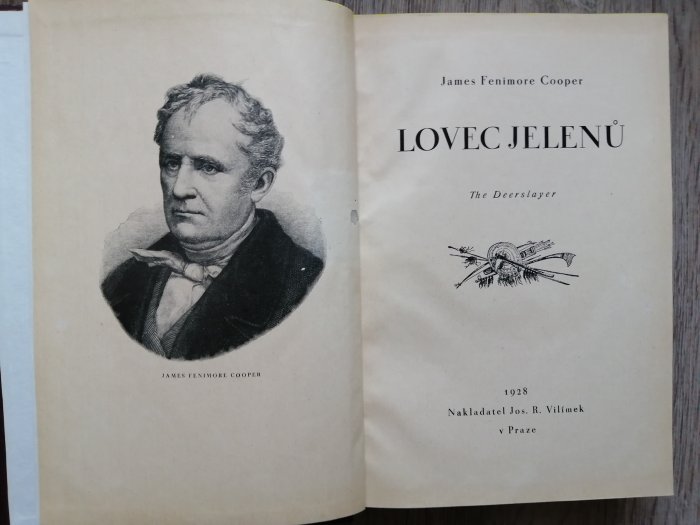 JAMES FENIMORE COOPER
James Fenimore Cooper
LOVEC JELENŮ
The Deerslayer
1928
Nakladatel Jos. R. Vilímek
v Praze